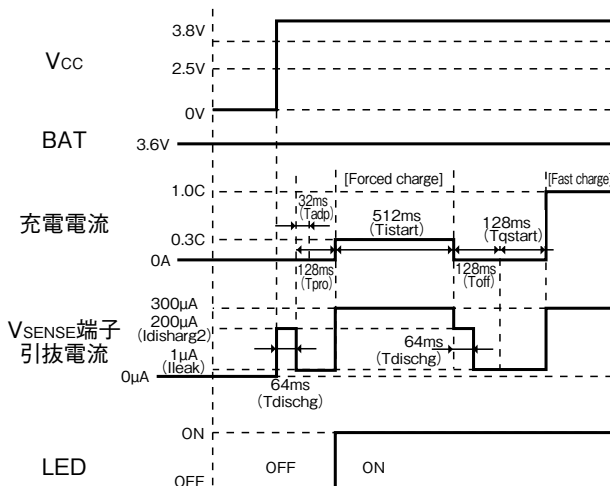 3.8V
VCC
2.5V
0V
BAT
3.6V
[Forced charge]
[Fast charge]
1.0C
32ms
(Tadp)
充電電流
512ms
(Tistart)
128ms
(Tqstart)
0.3C
0A
128ms
(Tpro)
128ms
(Toff)
300μA
200μA
(Idisharg2)
VSENSE端子
引抜電流
1μA
(Ileak)
0μA
64ms
(Tdischg)
64ms
(Tdischg)
ON
LED
OFF
OFF
ON